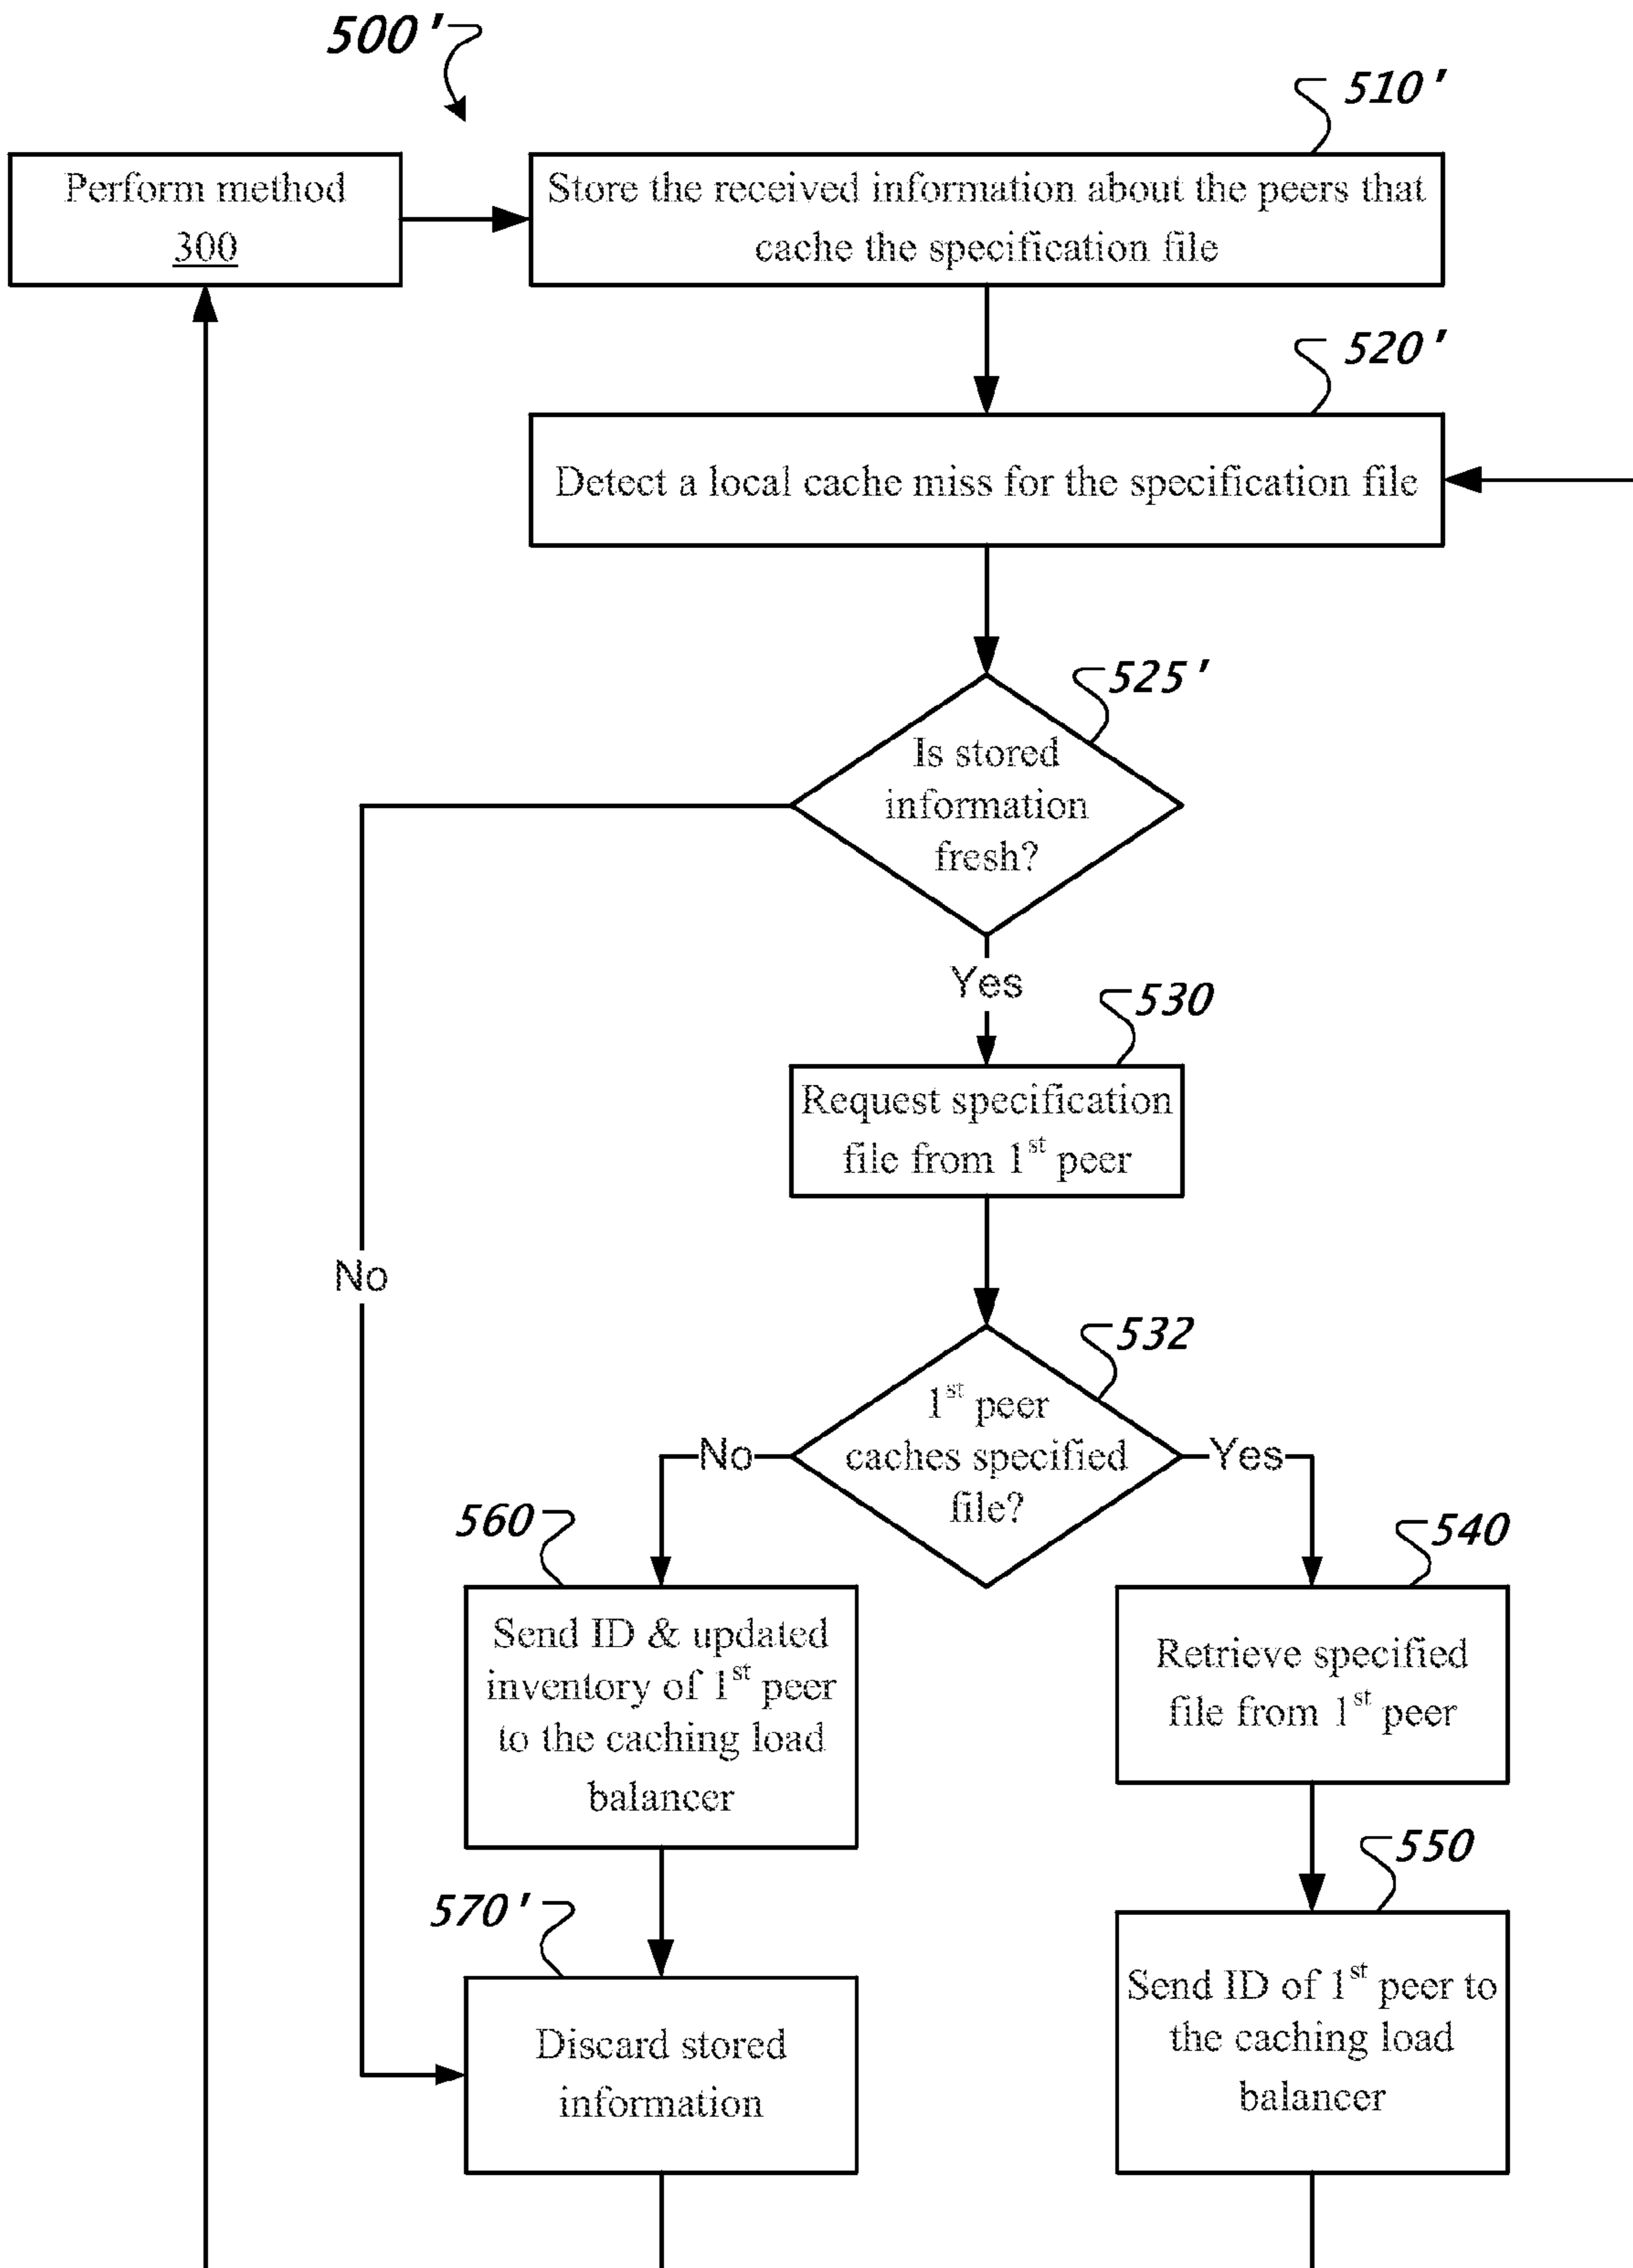 500'
510'
Perform method
300
Store the received information about the peers that
cache the specification file
520'
Detect a local cache miss for the specification file
525'
Is stored
information
fresh?
Yes
530
Request specification
file from 1st peer
No
532
1st peer
caches specified
file?
No
Yes
560
540
Send ID & updated
inventory of 1st peer
to the caching load
balancer
Retrieve specified
file from 1st peer
550
570'
Send ID of 1st peer to
the caching load
balancer
Discard stored
information